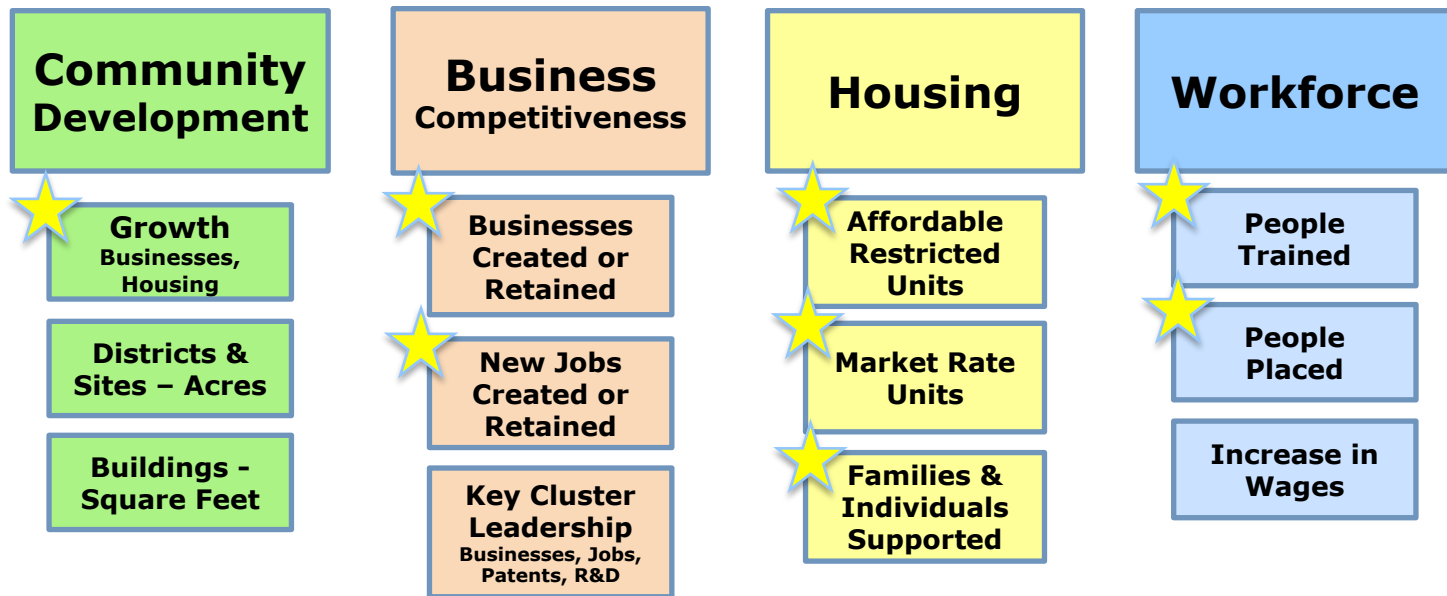 Community
Development
Growth
Businesses,
Housing
Districts &
Sites – Acres
Buildings -
Square Feet
Business
Competitiveness
Businesses
Created or
Retained
New Jobs
Created or
Retained
Key Cluster
Leadership
Businesses, Jobs,
Patents, R&D
Housing
Affordable
Restricted
Units
Market Rate
Units
Families &
Individuals
Supported
Workforce
People
Trained
People
Placed
Increase in
Wages